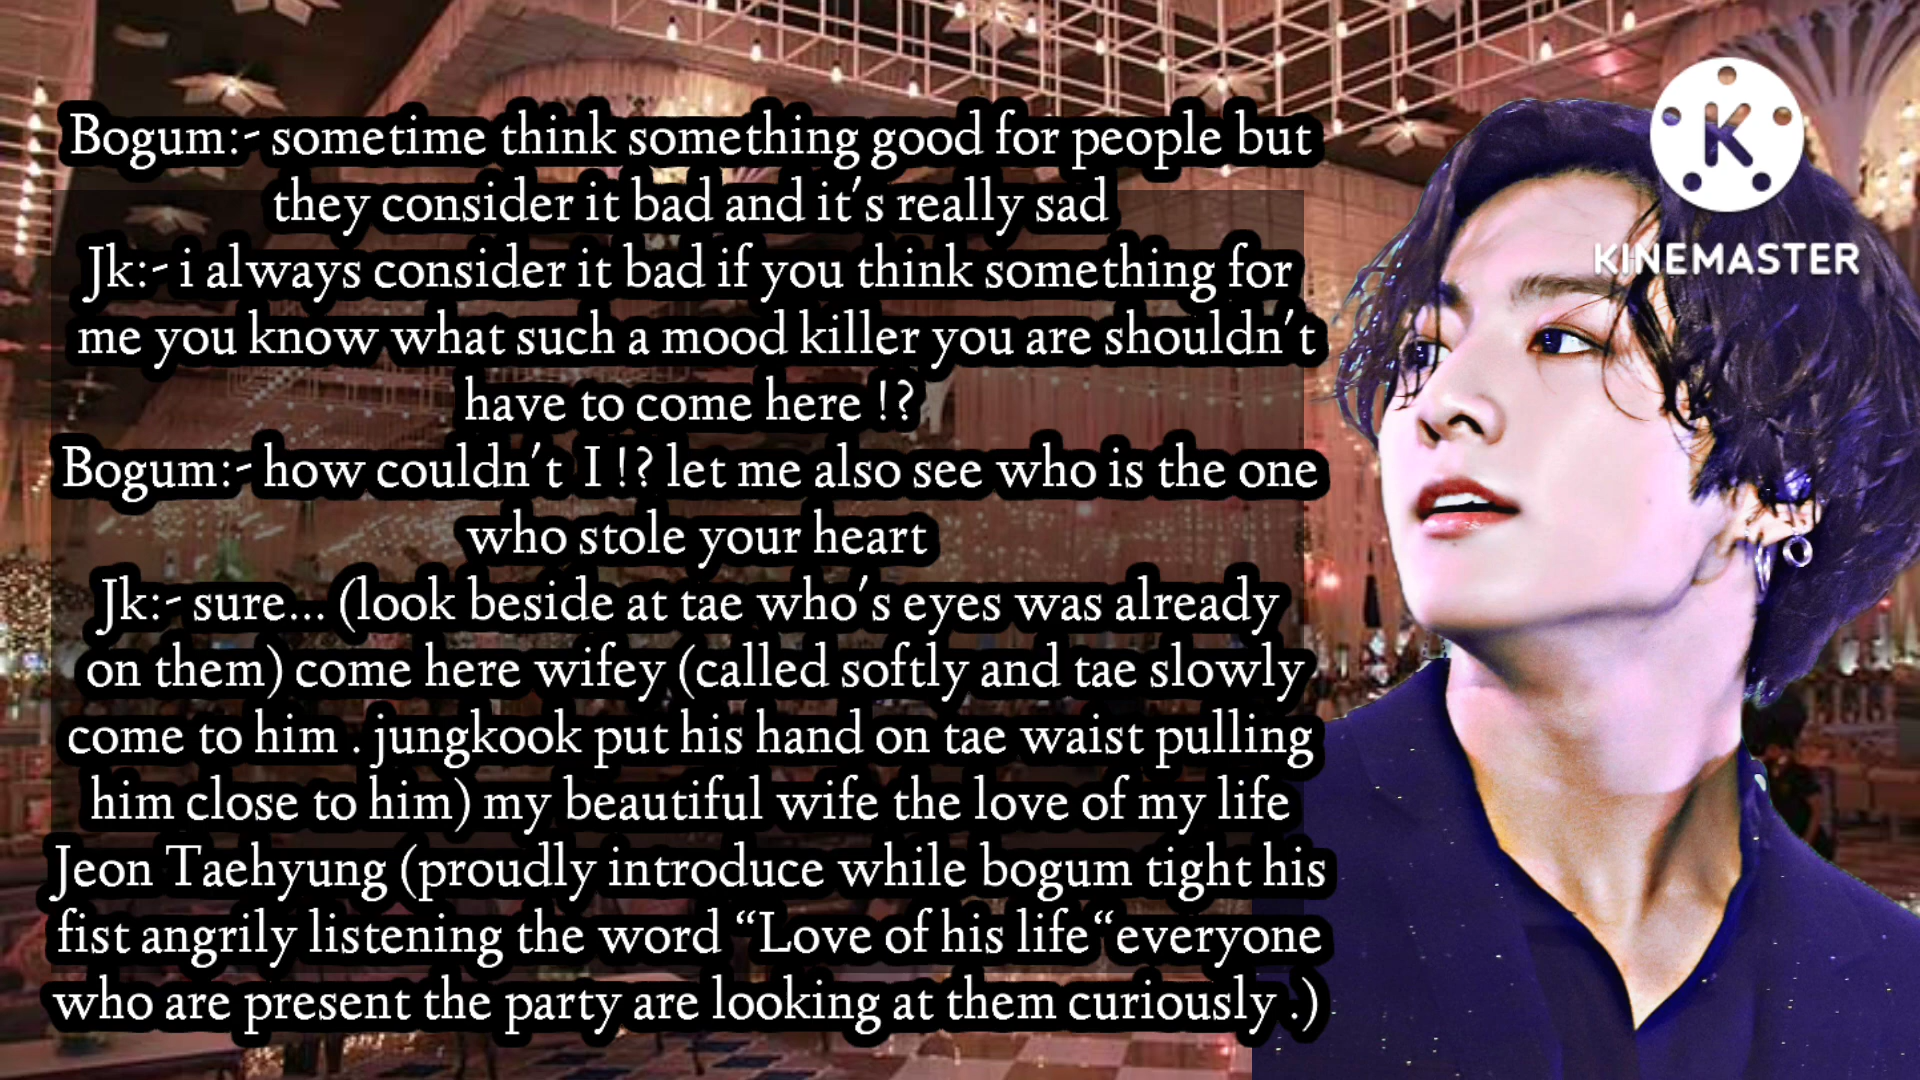 Bogum:- sometime think something good for people but
they consider it bad and it's really sad
Jk:- i always consider it bad if you think something for
me you know what such a mood killer you are shouldn't
have to come here !?
Bogum:- how couldn't I !? let me also see who is the one
who stole your heart
Jk:- sure... (look beside at tae who's eyes was already
on them) come here wifey (called softly and tae slowly
come to him . jungkook put his hand on tae waist pulling
him close to him) my beautiful wife the love of my life
Jeon Taehyung (proudly introduce while bogum tight his
fist angrily listening the word “Love of his life“everyone
who are present the party are looking at them curiously .)
K
KINEMASTER